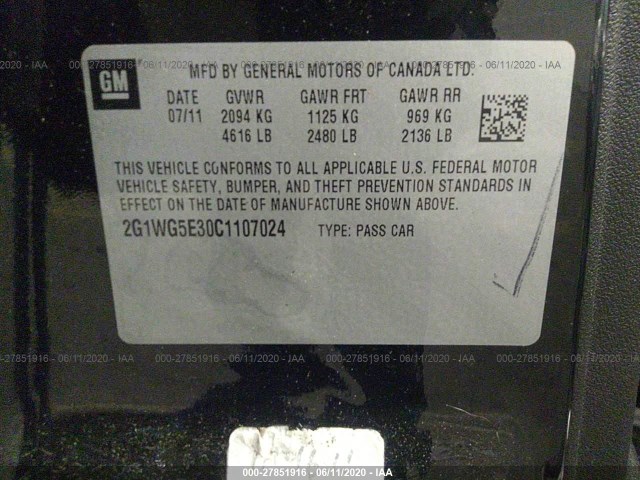 000-27851916 - 06/11/2020 - IAA
GM
MFD BY GENERAL MOTORS OF CANADA LTD.
DATE GVWR GAWR FRT GAWR RR
07/11 2094 KG 1125 KG 969 KG
4616 LB 2480 LB 2136 LB
THIS VEHICLE CONFORMS TO ALL APPLICABLE U.S. FEDERAL MOTOR
VEHICLE SAFETY, BUMPER, AND THEFT PREVENTION STANDARDS IN
EFFECT ON THE DATE OF MANUFACTURE SHOWN ABOVE.
2G1WG5E30C1107024 TYPE: PASS CAR
000-27851916 - 06/11/2020 - IAA
000-27851916 - 06/11/2020 - IAA